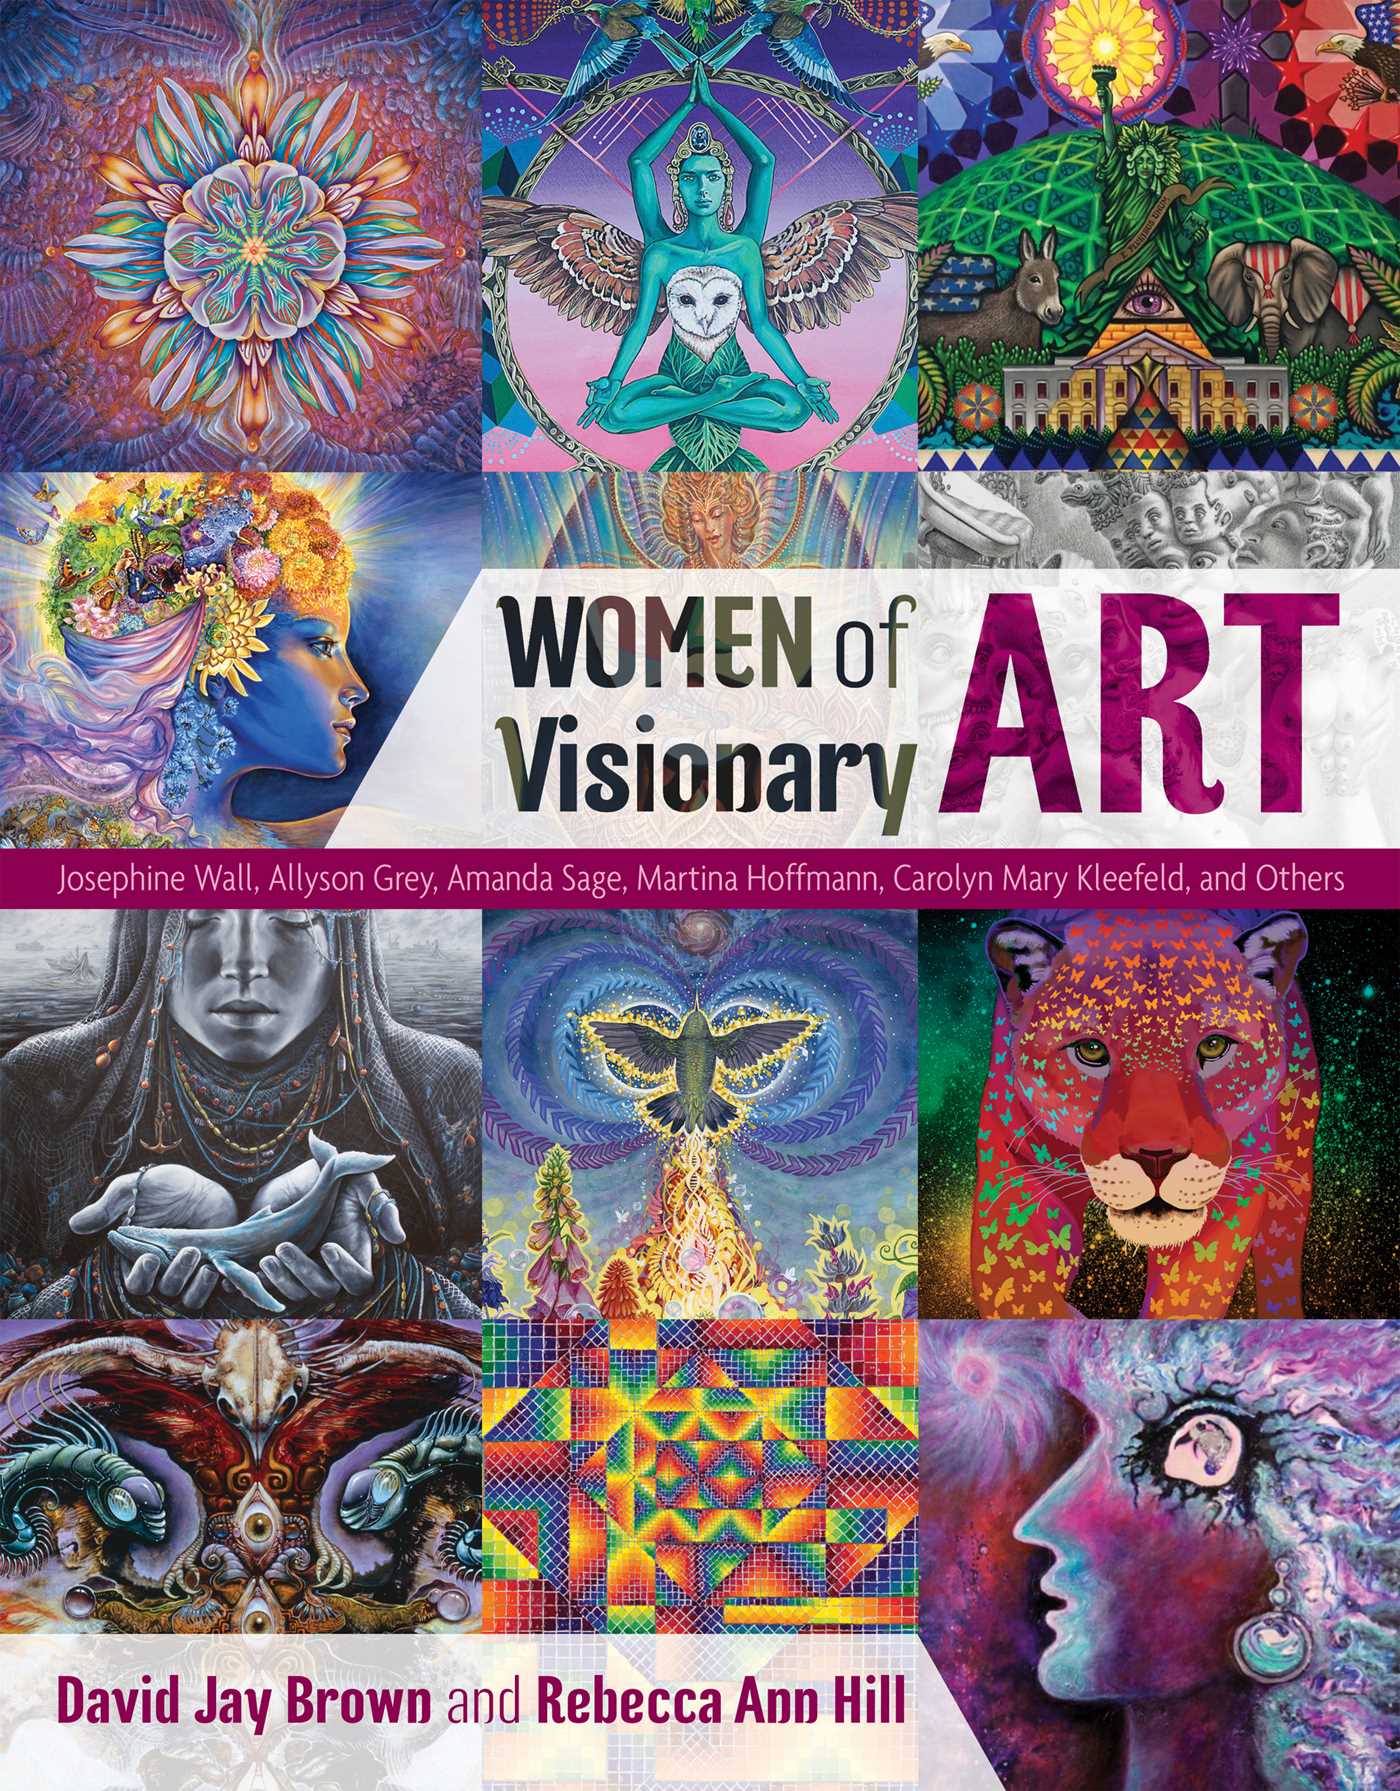 WOMEN of
Visionary
ART
Josephine Wall, Allyson Grey, Amanda Sage, Martina Hoffmann, Carolyn Mary Kleefeld, and Others
David Jay Brown and Rebecca Ann Hill